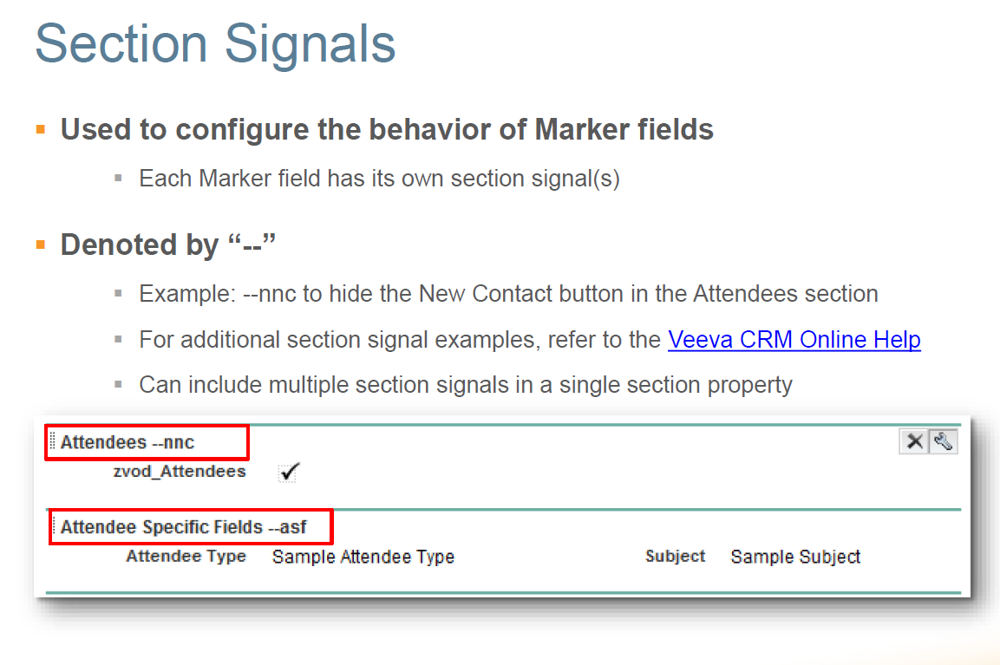 Section Signals
Used to configure the behavior of Marker fields
Each Marker field has its own section signal(s)
Denoted by “--”
Example: --nnc to hide the New Contact button in the Attendees section
For additional section signal examples, refer to the Veeva CRM Online Help
Can include multiple section signals in a single section property
Attendees --nnc
zvod_Attendees
Attendee Specific Fields --asf
Attendee Type Sample Attendee Type Subject Sample Subject